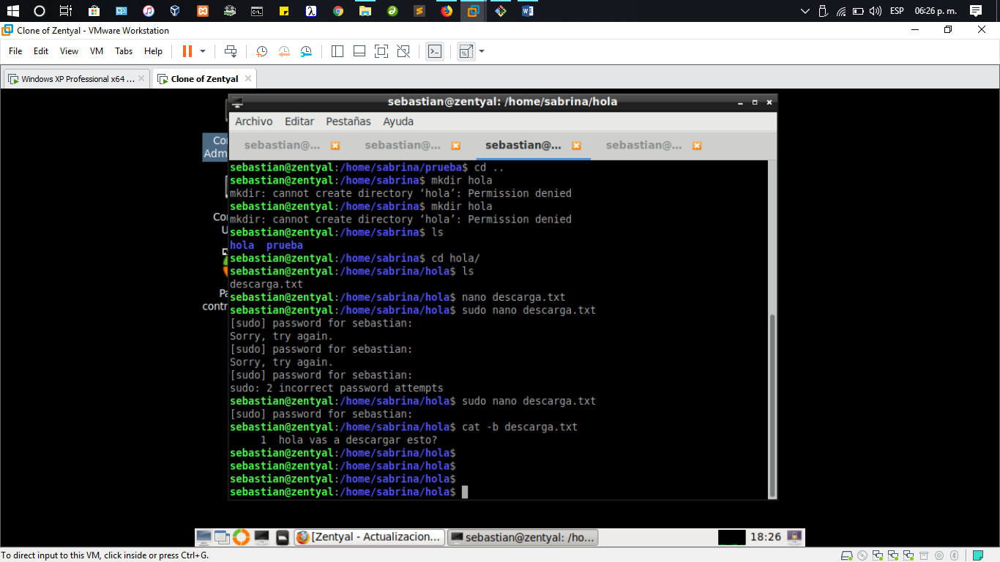 ESP 06:26 p. m.
Clone of Zentyal - VMware Workstation
File Edit View VM Tabs Help
Windows XP Professional x64 ... Clone of Zentyal
sebastian@zentyal: /home/sabrina/hola
Archivo Editar Pestañas Ayuda
sebastian@... sebastian@... sebastian@... sebastian@...
sebastian@zentyal:/home/sabrina/prueba$ cd ..
sebastian@zentyal:/home/sabrina$ mkdir hola
mkdir: cannot create directory ‘hola’: Permission denied
sebastian@zentyal:/home/sabrina$ mkdir hola
mkdir: cannot create directory ‘hola’: Permission denied
sebastian@zentyal:/home/sabrina$ ls
hola prueba
sebastian@zentyal:/home/sabrina$ cd hola/
sebastian@zentyal:/home/sabrina/hola$ ls
descarga.txt
sebastian@zentyal:/home/sabrina/hola$ nano descarga.txt
sebastian@zentyal:/home/sabrina/hola$ sudo nano descarga.txt
[sudo] password for sebastian:
Sorry, try again.
[sudo] password for sebastian:
Sorry, try again.
[sudo] password for sebastian:
sudo: 2 incorrect password attempts
sebastian@zentyal:/home/sabrina/hola$ sudo nano descarga.txt
[sudo] password for sebastian:
sebastian@zentyal:/home/sabrina/hola$ cat -b descarga.txt
1 hola vas a descargar esto?
sebastian@zentyal:/home/sabrina/hola$
sebastian@zentyal:/home/sabrina/hola$
sebastian@zentyal:/home/sabrina/hola$
sebastian@zentyal:/home/sabrina/hola$
Co
Adm
Co
U
Pa
contr
[Zentyal - Actualizacion... sebastian@zentyal: /ho... 18:26
To direct input to this VM, click inside or press Ctrl+G.